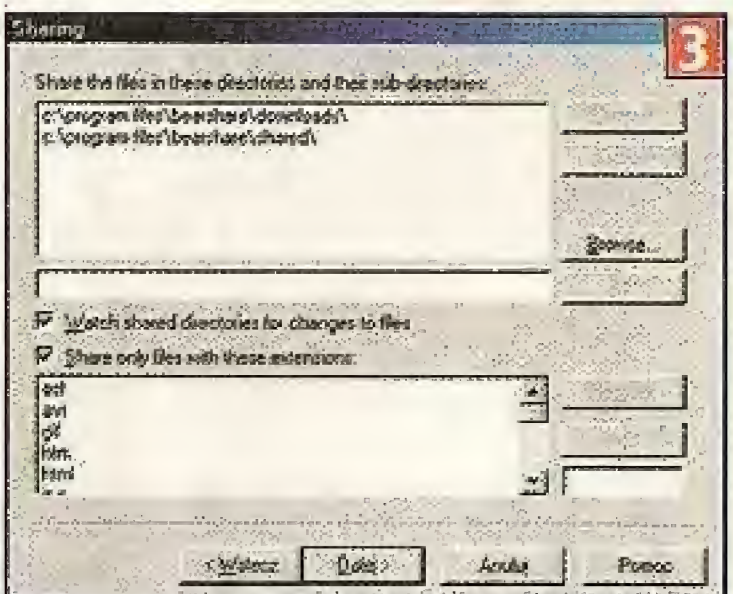 Sharing
3
Share the files in these directories and their sub-directories:
c:\program files\bearshare\downloads\
c:\program files\bearshare\shared\
Browse...
Watch shared directories for changes to files
Share only files with these extensions:
asf
avi
gif
htm
html
< Wstecz
Dalej >
Anuluj
Pomoc